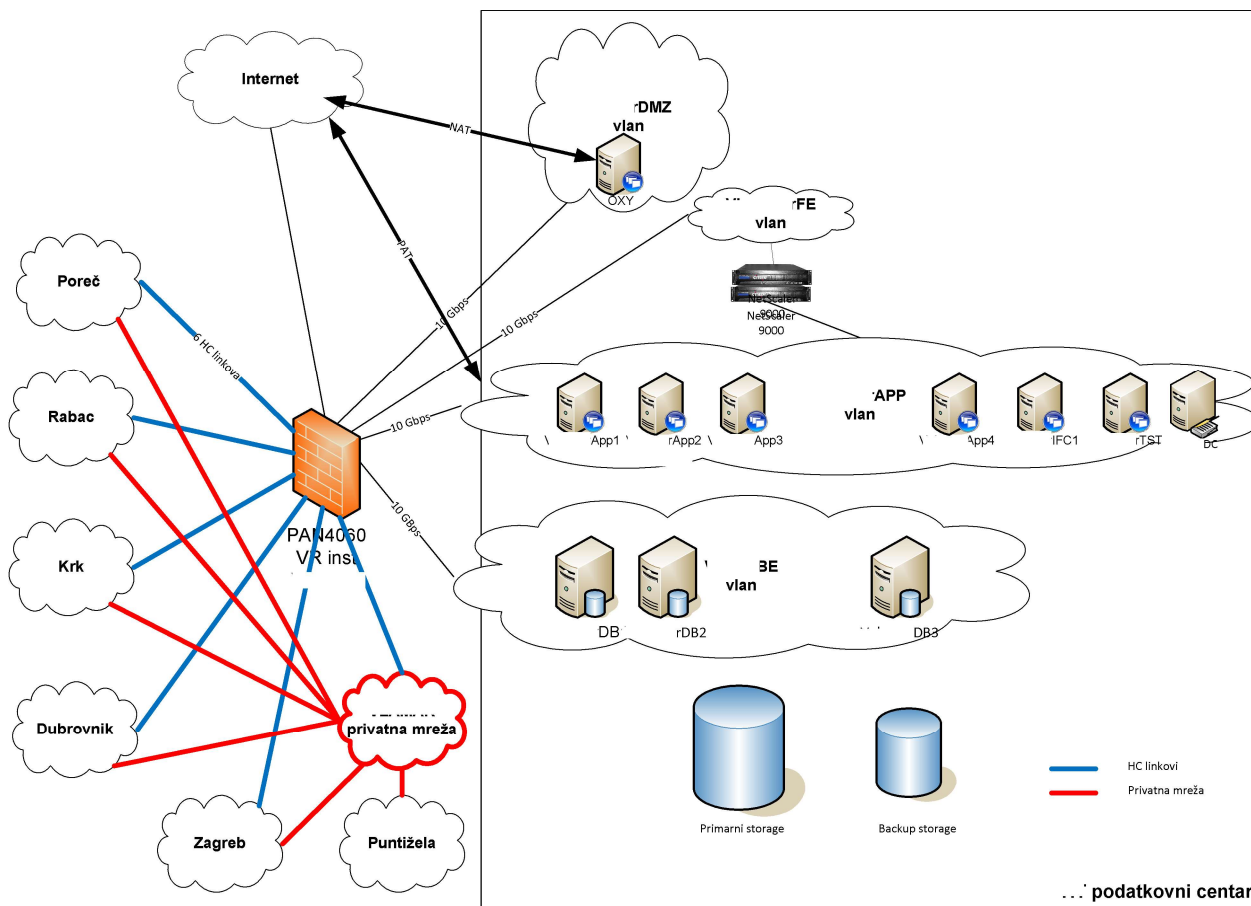 Internet
rDMZ
vlan
NAT
OXY
rFE
vlan
PAT
NetScaler
9000
NetScaler
9000
10 Gbps
10 Gbps
Poreč
6 HC linkova
Rabac
10 Gbps
APP
vlan
App1
rApp2
App3
App4
IFC1
rTST
DC
10 GBps
PAN4060
VR inst
Krk
BE
vlan
DB
rDB2
DB3
Dubrovnik
privatna mreža
Zagreb
Puntižela
Primarni storage
Backup storage
HC linkovi
Privatna mreža
podatkovni centar